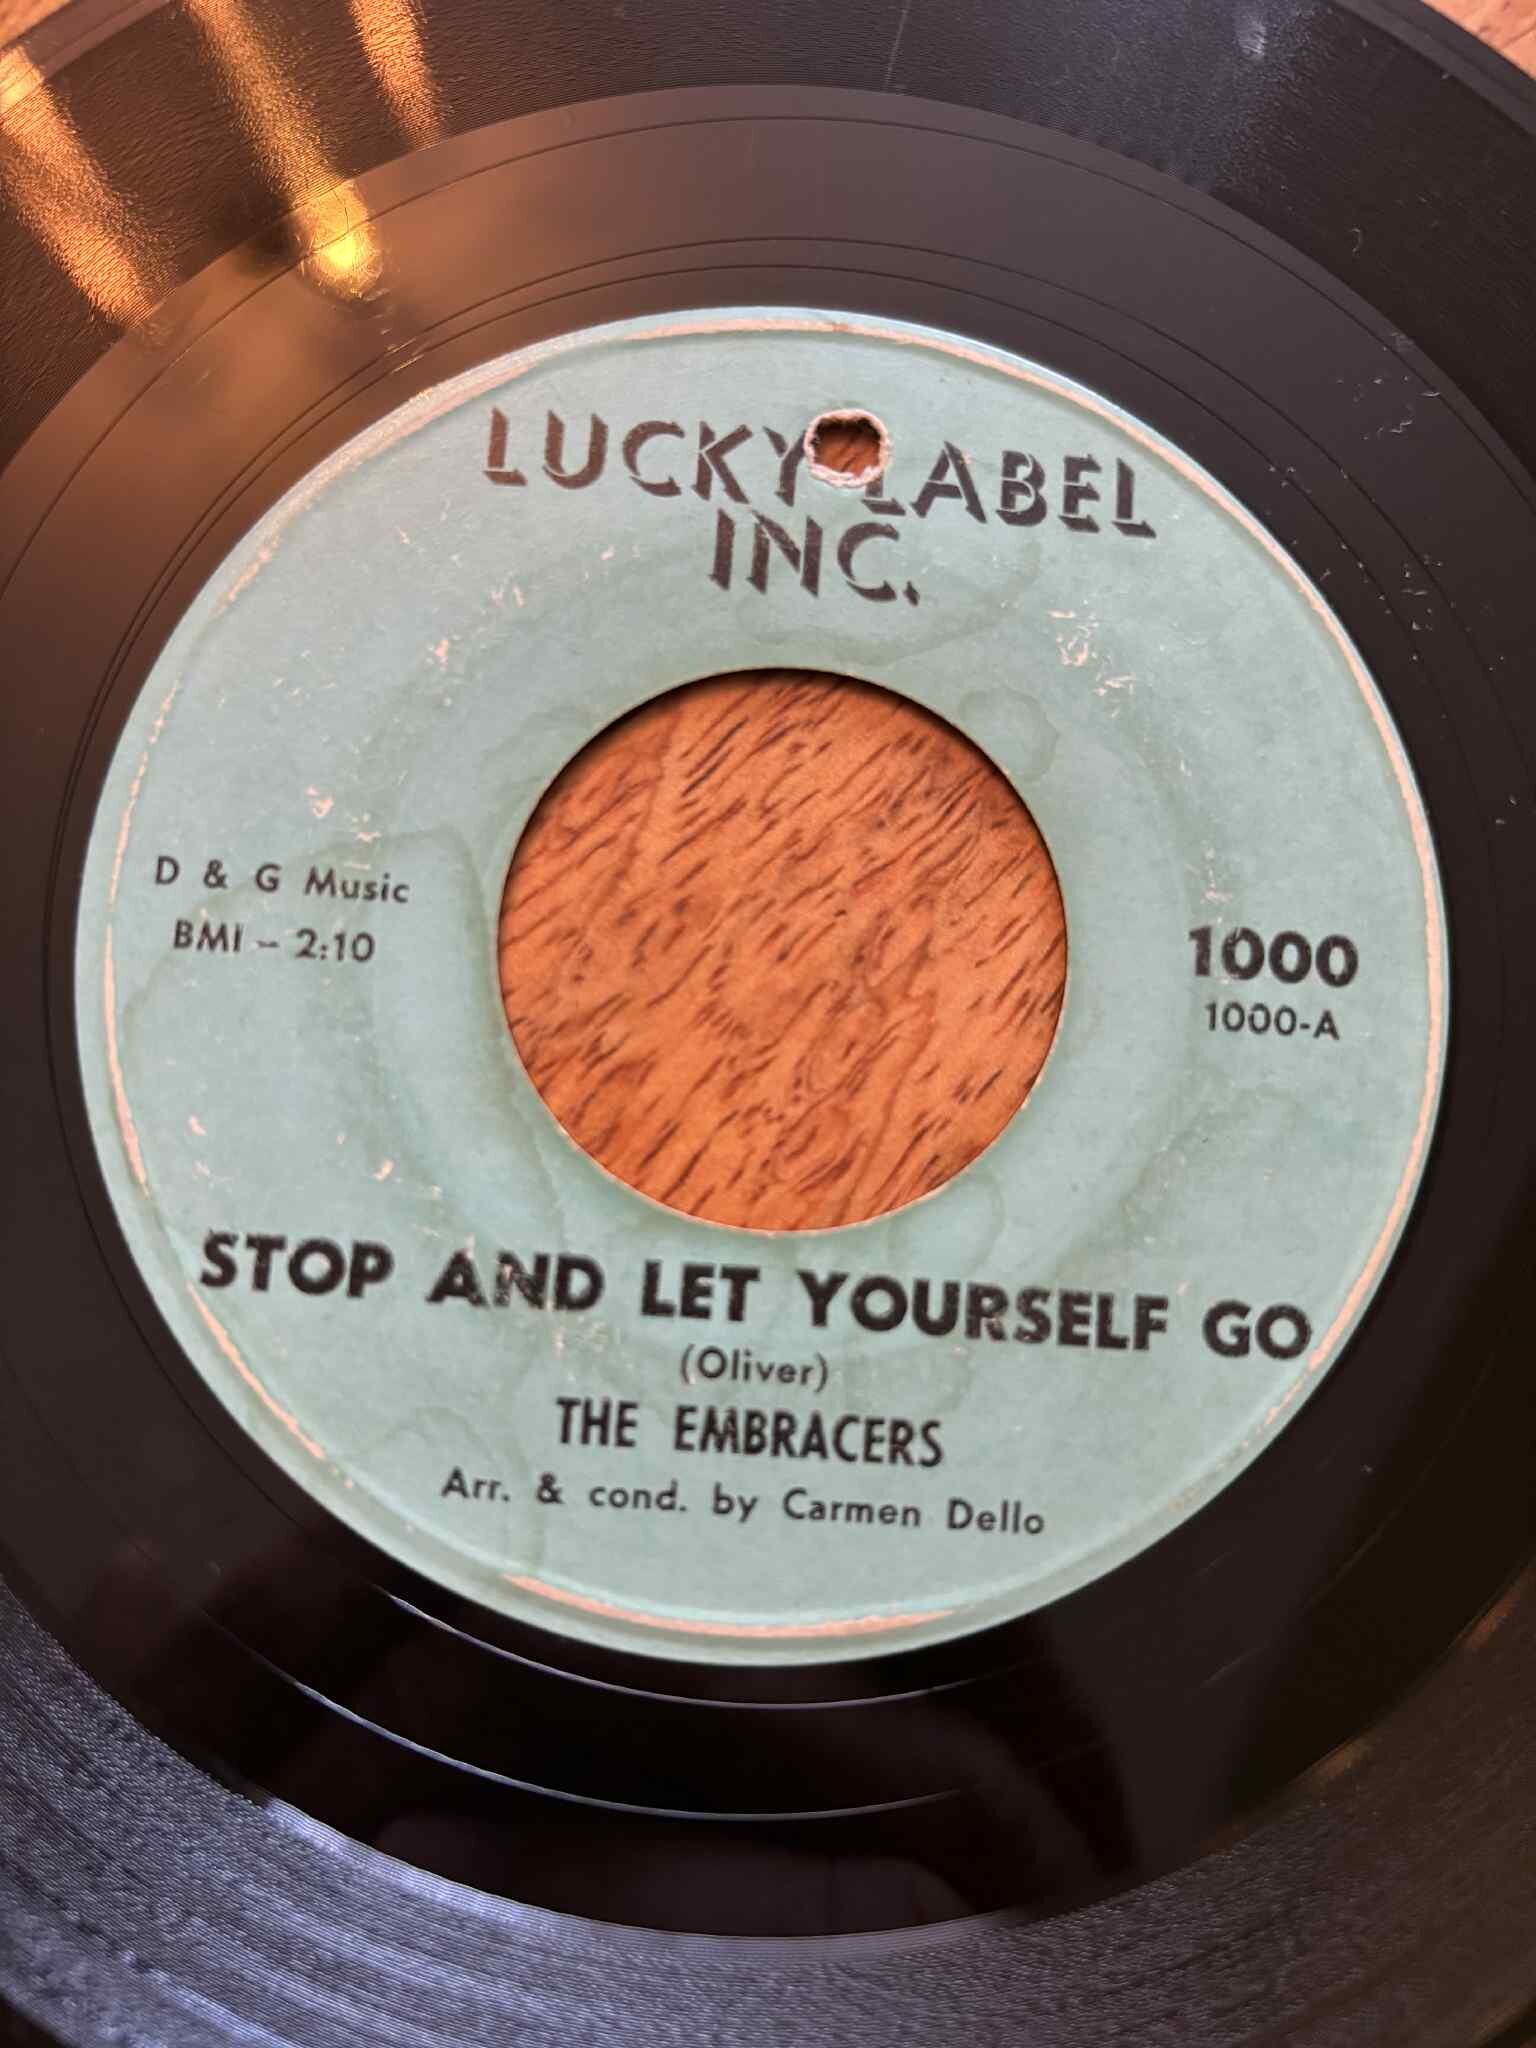 LUCKY LABEL
INC.
D & G Music
BMI - 2:10
1000
1000-A
STOP AND LET YOURSELF GO
(Oliver)
THE EMBRACERS
Arr. & cond. by Carmen Dello